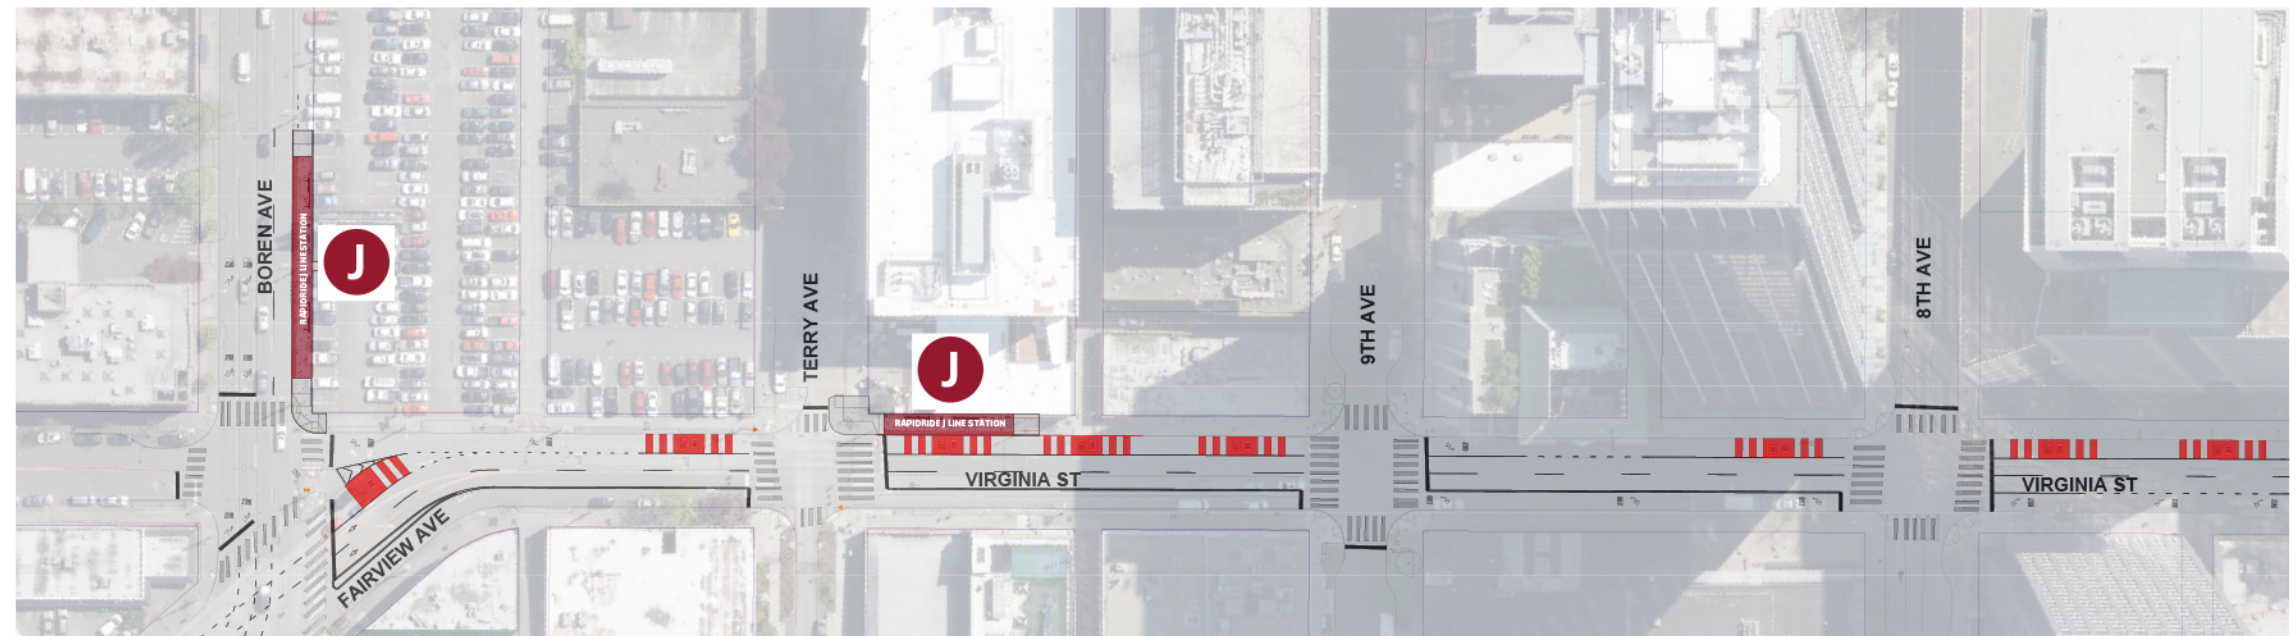 BOREN AVE
RAPIDRIDE J LINE STATION
J
TERRY AVE
J
RAPIDRIDE J LINE STATION
9TH AVE
8TH AVE
VIRGINIA ST
VIRGINIA ST
FAIRVIEW AVE